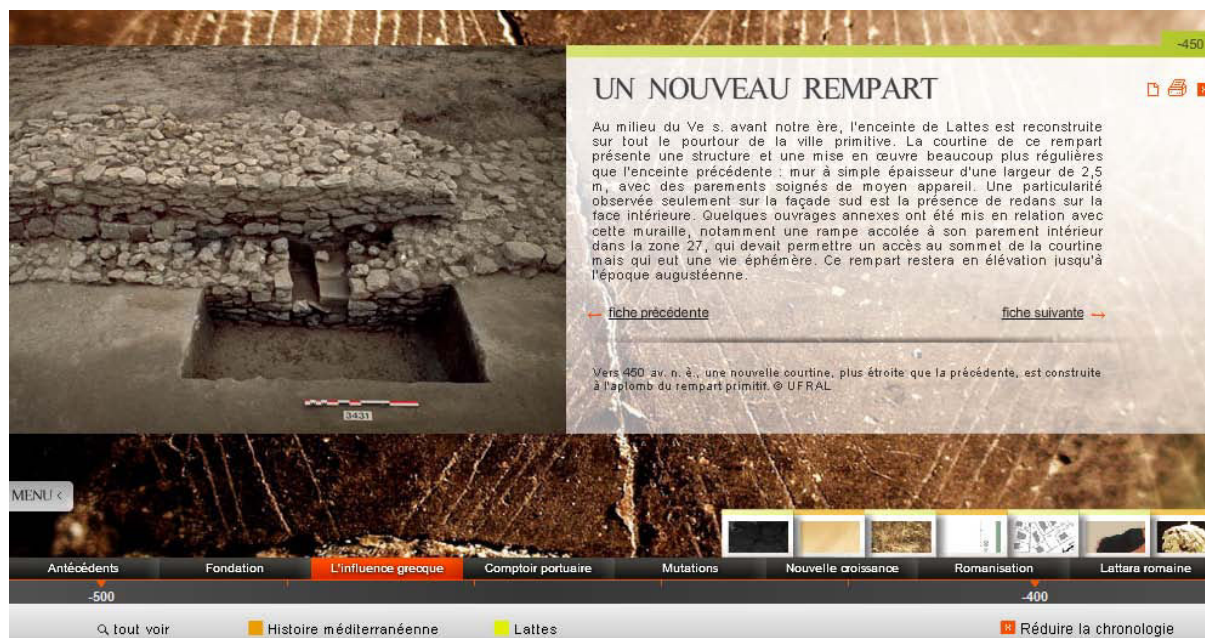 -450
UN NOUVEAU REMPART
Au milieu du Ve s. avant notre ère, l'enceinte de Lattes est reconstruite
sur tout le pourtour de la ville primitive. La courtine de ce rempart
présente une structure et une mise en œuvre beaucoup plus régulières
que l'enceinte précédente : mur à simple épaisseur d'une largeur de 2,5
m, avec des parements soignés de moyen appareil. Une particularité
observée seulement sur la façade sud est la présence de redans sur la
face intérieure. Quelques ouvrages annexes ont été mis en relation avec
cette muraille, notamment une rampe accolée à son parement intérieur
dans la zone 27, qui devait permettre un accès au sommet de la courtine
mais qui eut une vie éphémère. Ce rempart restera en élévation jusqu'à
l'époque augustéenne.
← fiche précédente fiche suivante →
Vers 450 av. n. è., une nouvelle courtine, plus étroite que la précédente, est construite
à l'aplomb du rempart primitif. © UFRAL
3431
MENU <
Antécédents Fondation L'influence grecque Comptoir portuaire Mutations Nouvelle croissance Romanisation Lattara romaine
-500 -400
tout voir Histoire méditerranéenne Lattes Réduire la chronologie